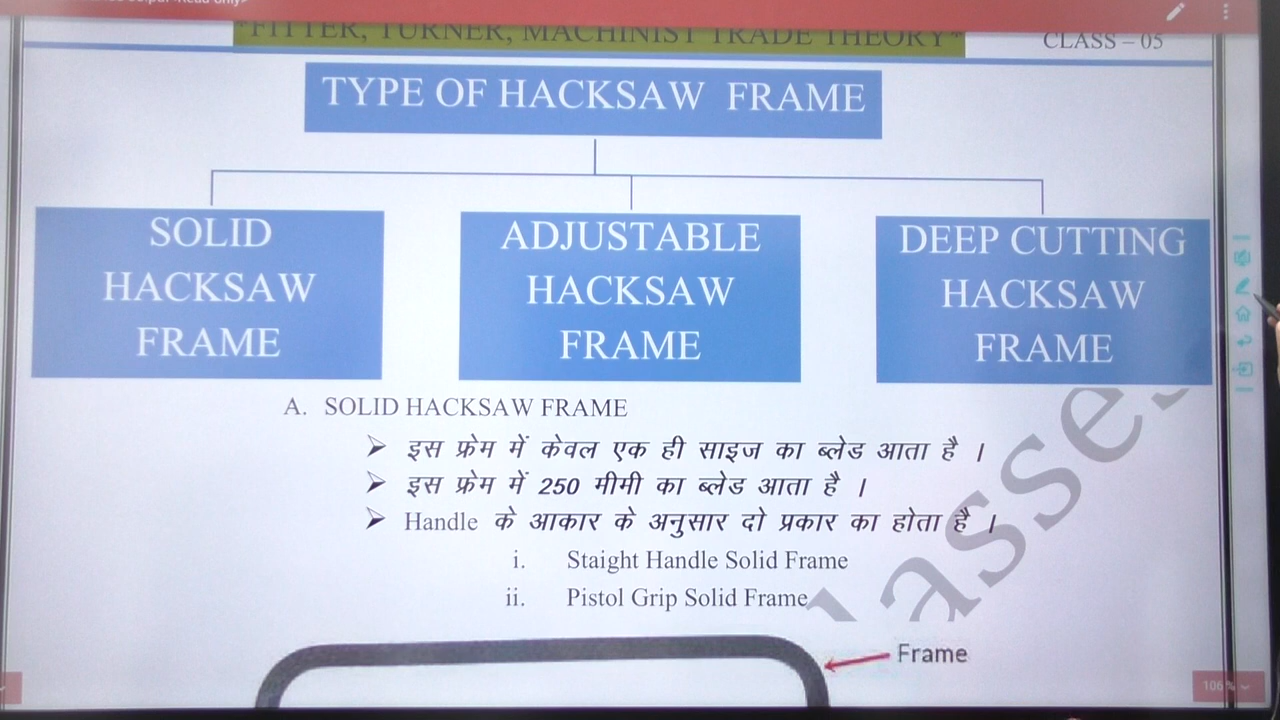 *FITTER, TURNER, MACHINIST TRADE THEORY*
CLASS – 05
TYPE OF HACKSAW FRAME
SOLID
HACKSAW
FRAME
ADJUSTABLE
HACKSAW
FRAME
DEEP CUTTING
HACKSAW
FRAME
A. SOLID HACKSAW FRAME
➢ इस फ्रेम में केवल एक ही साइज का ब्लेड आता है ।
➢ इस फ्रेम में 250 मीमी का ब्लेड आता है ।
➢ Handle के आकार के अनुसार दो प्रकार का होता है ।
i. Staight Handle Solid Frame
ii. Pistol Grip Solid Frame
Frame
106%